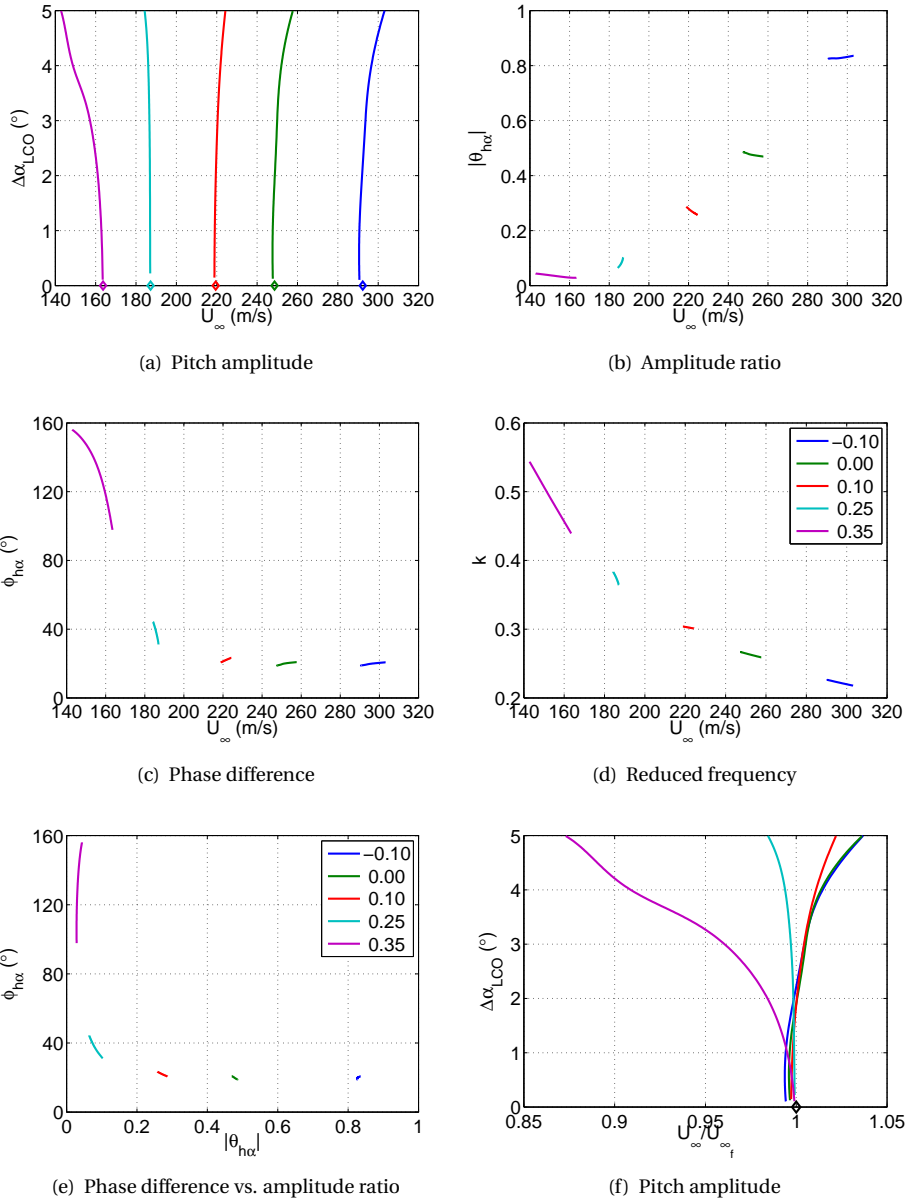 5
4
3
2
1
0
Δα_LCO (°)
140 160 180 200 220 240 260 280 300 320
U_∞ (m/s)
(a) Pitch amplitude
1
0.8
0.6
0.4
0.2
0
|θ_hα|
140 160 180 200 220 240 260 280 300 320
U_∞ (m/s)
(b) Amplitude ratio
160
120
80
40
0
ϕ_hα (°)
140 160 180 200 220 240 260 280 300 320
U_∞ (m/s)
(c) Phase difference
0.6
0.5
0.4
0.3
0.2
k
−0.10
0.00
0.10
0.25
0.35
140 160 180 200 220 240 260 280 300 320
U_∞ (m/s)
(d) Reduced frequency
160
120
80
40
0
ϕ_hα (°)
−0.10
0.00
0.10
0.25
0.35
0 0.2 0.4 0.6 0.8 1
|θ_hα|
(e) Phase difference vs. amplitude ratio
5
4
3
2
1
0
Δα_LCO (°)
0.85 0.9 0.95 1 1.05
U_∞/U_∞_f
(f) Pitch amplitude